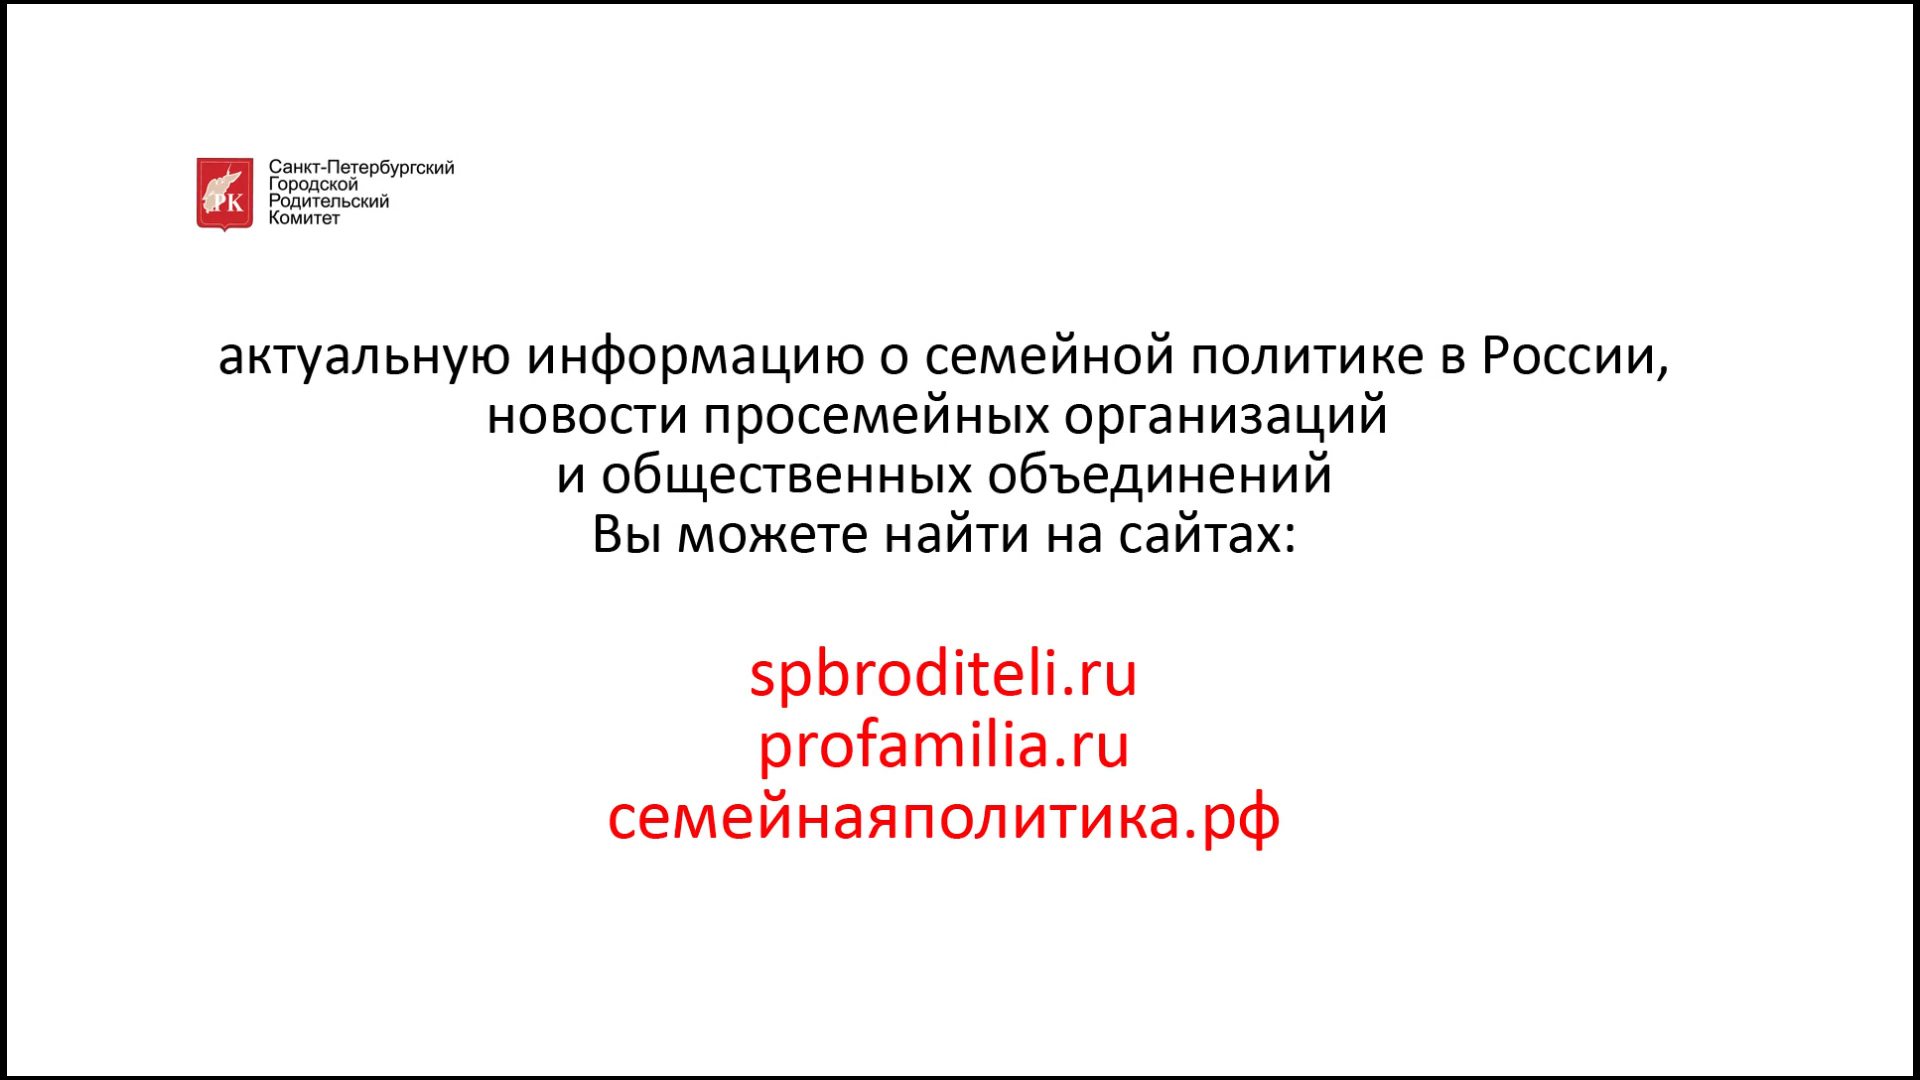 РК
Санкт-Петербургский
Городской
Родительский
Комитет
актуальную информацию о семейной политике в России,
новости просемейных организаций
и общественных объединений
Вы можете найти на сайтах:
spbroditeli.ru
profamilia.ru
семейнаяполитика.рф